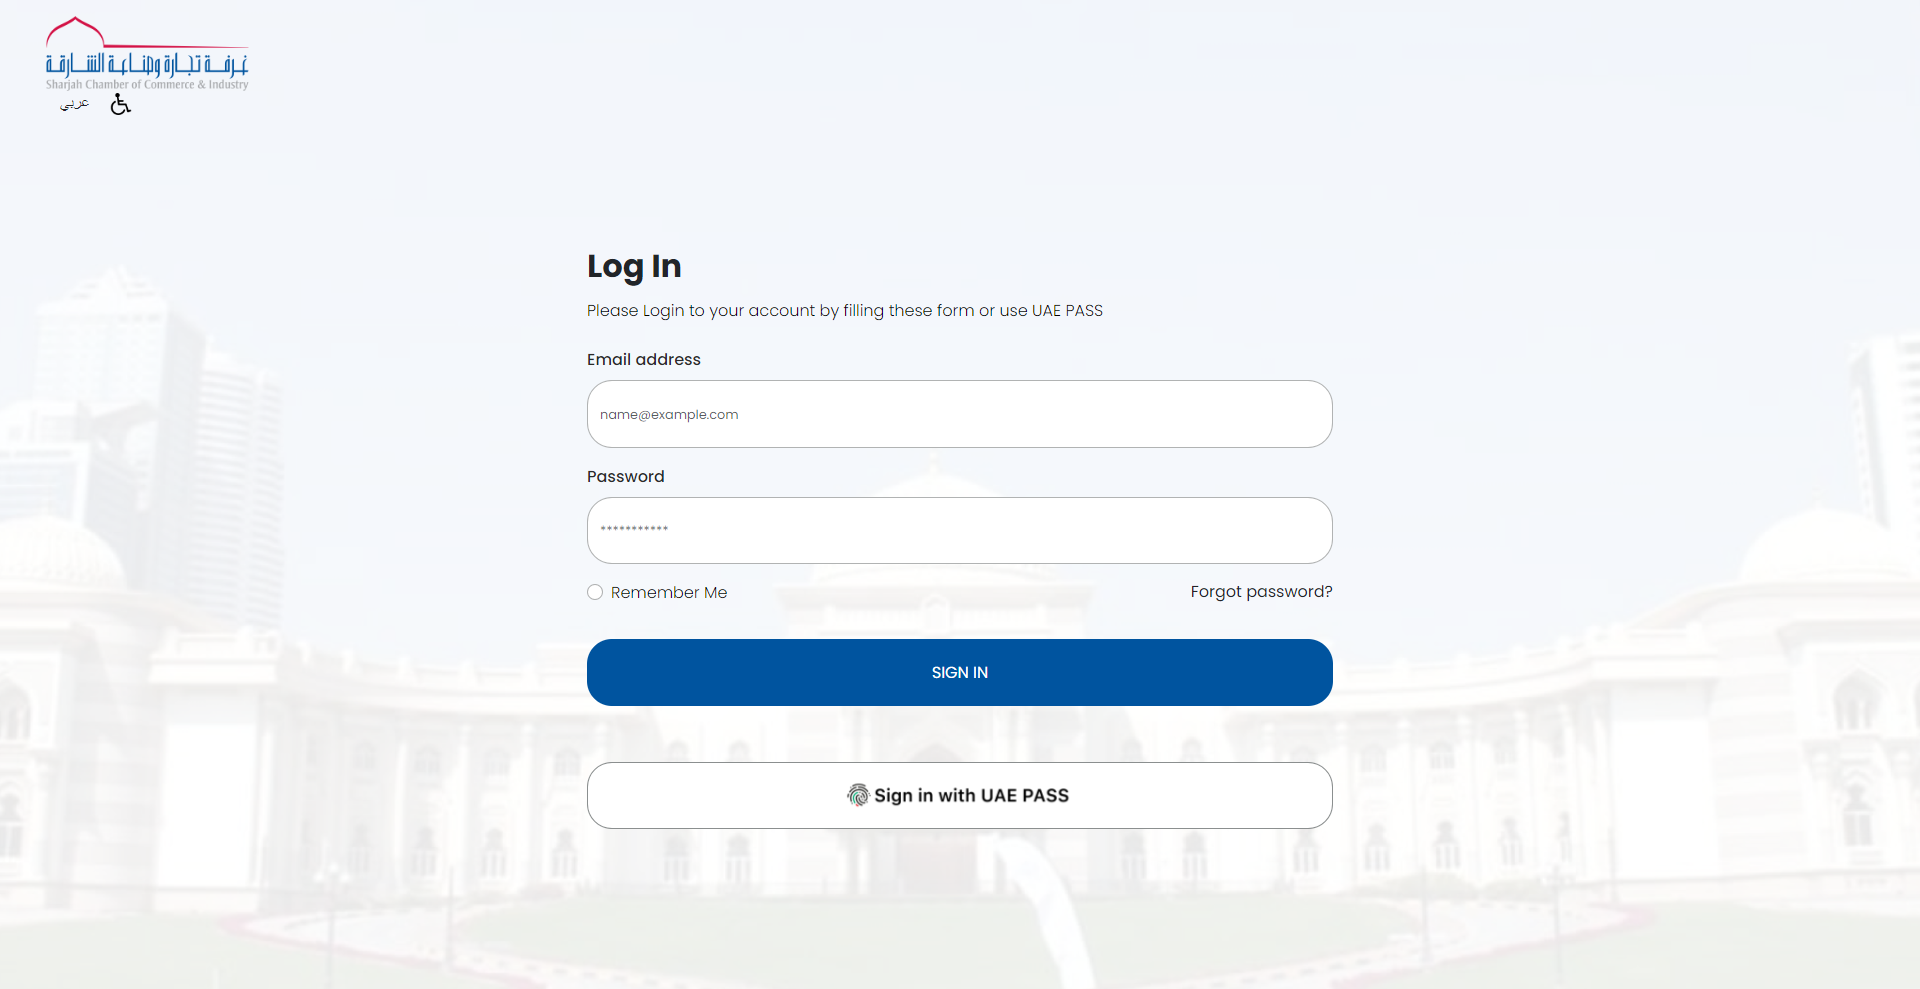 غرفة تجارة وصناعة الشارقة
Sharjah Chamber of Commerce & Industry
عربي
Log In
Please Login to your account by filling these form or use UAE PASS
Email address
name@example.com
Password
***********
Remember Me
Forgot password?
SIGN IN
Sign in with UAE PASS